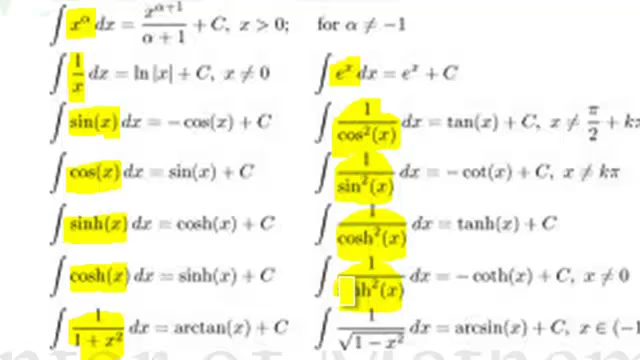 ∫ x^α dx = x^(α+1)/(α+1) + C, x > 0; for α ≠ −1
∫ 1/x dx = ln |x| + C, x ≠ 0
∫ e^x dx = e^x + C
∫ sin(x) dx = − cos(x) + C
∫ 1/cos²(x) dx = tan(x) + C, x ≠ π/2 + kπ
∫ cos(x) dx = sin(x) + C
∫ 1/sin²(x) dx = − cot(x) + C, x ≠ kπ
∫ sinh(x) dx = cosh(x) + C
∫ 1/cosh²(x) dx = tanh(x) + C
∫ cosh(x) dx = sinh(x) + C
∫ 1/ h²(x) dx = − coth(x) + C, x ≠ 0
∫ 1/(1 + x²) dx = arctan(x) + C
∫ 1/√(1 − x²) dx = arcsin(x) + C, x ∈ (−1